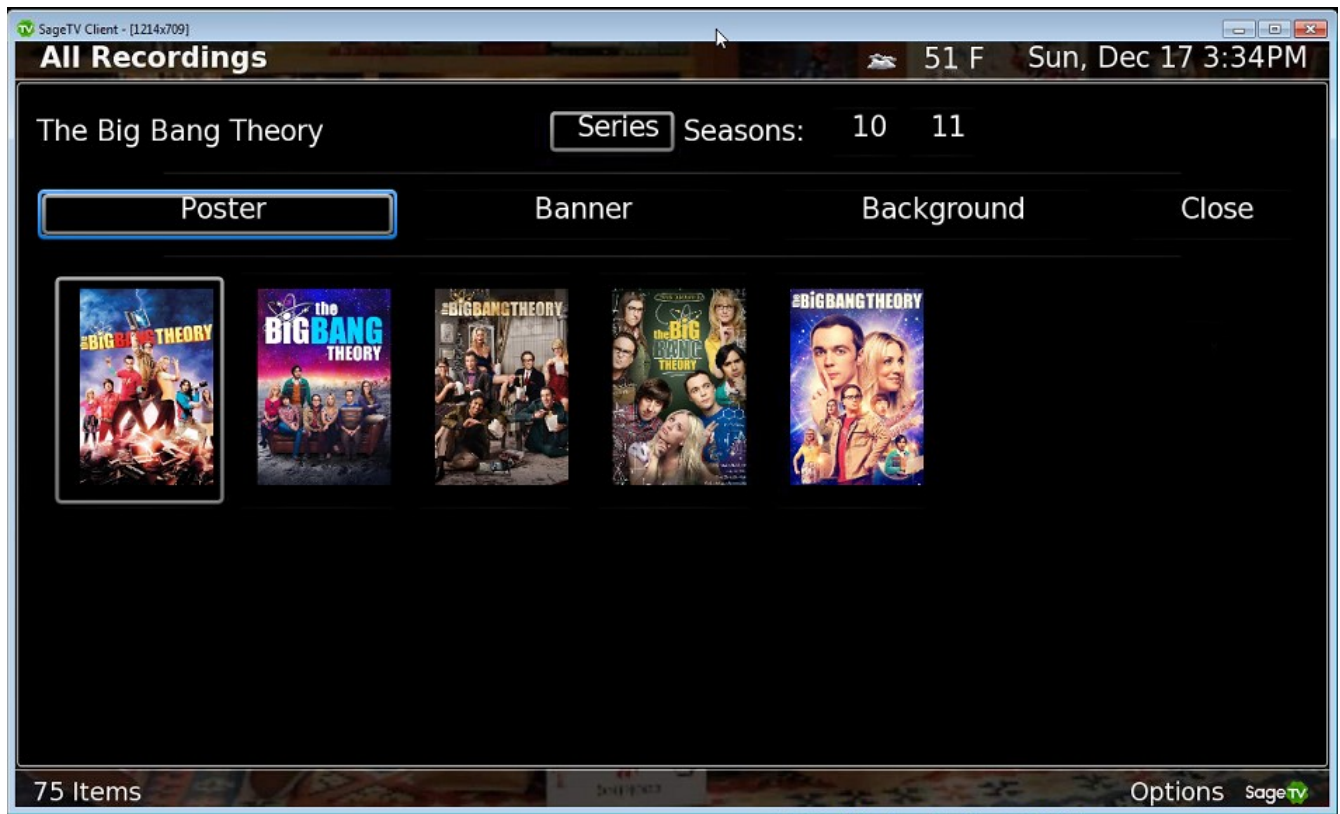 SageTV Client - [1214x709]
All Recordings 51 F Sun, Dec 17 3:34PM
The Big Bang Theory Series Seasons: 10 11
Poster Banner Background Close
THE BIG BANG THEORY
the BIG BANG THEORY
THE BIG BANG THEORY
the BIG BANG THEORY
THE BIG BANG THEORY
75 Items Options SageTV